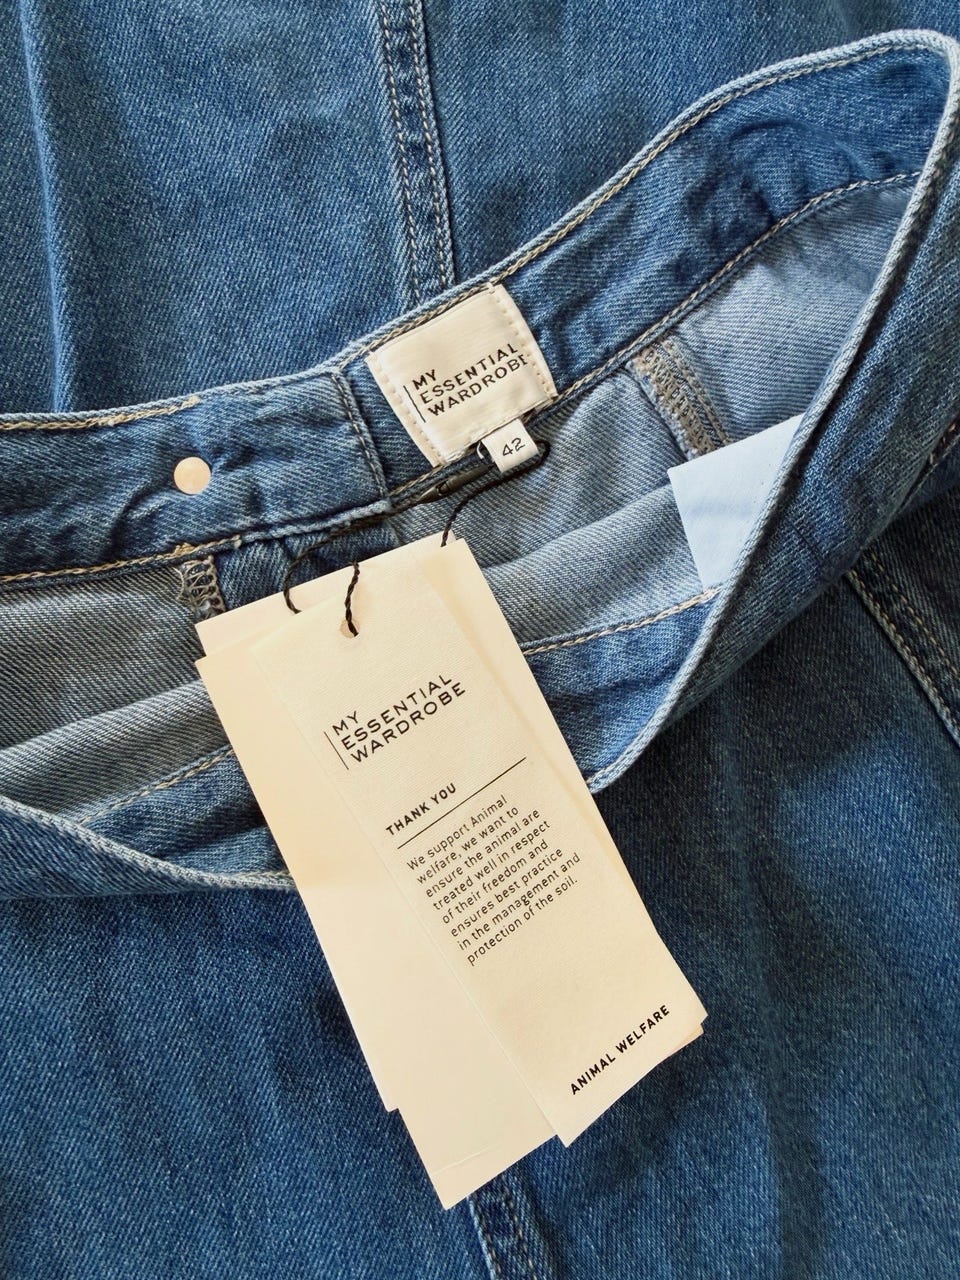 MY
ESSENTIAL
WARDROBE
42
MY
ESSENTIAL
WARDROBE
THANK YOU
We support Animal
welfare, we want to
ensure the animal are
treated well in respect
of their freedom and
ensures best practice
in the management and
protection of the soil.
ANIMAL WELFARE